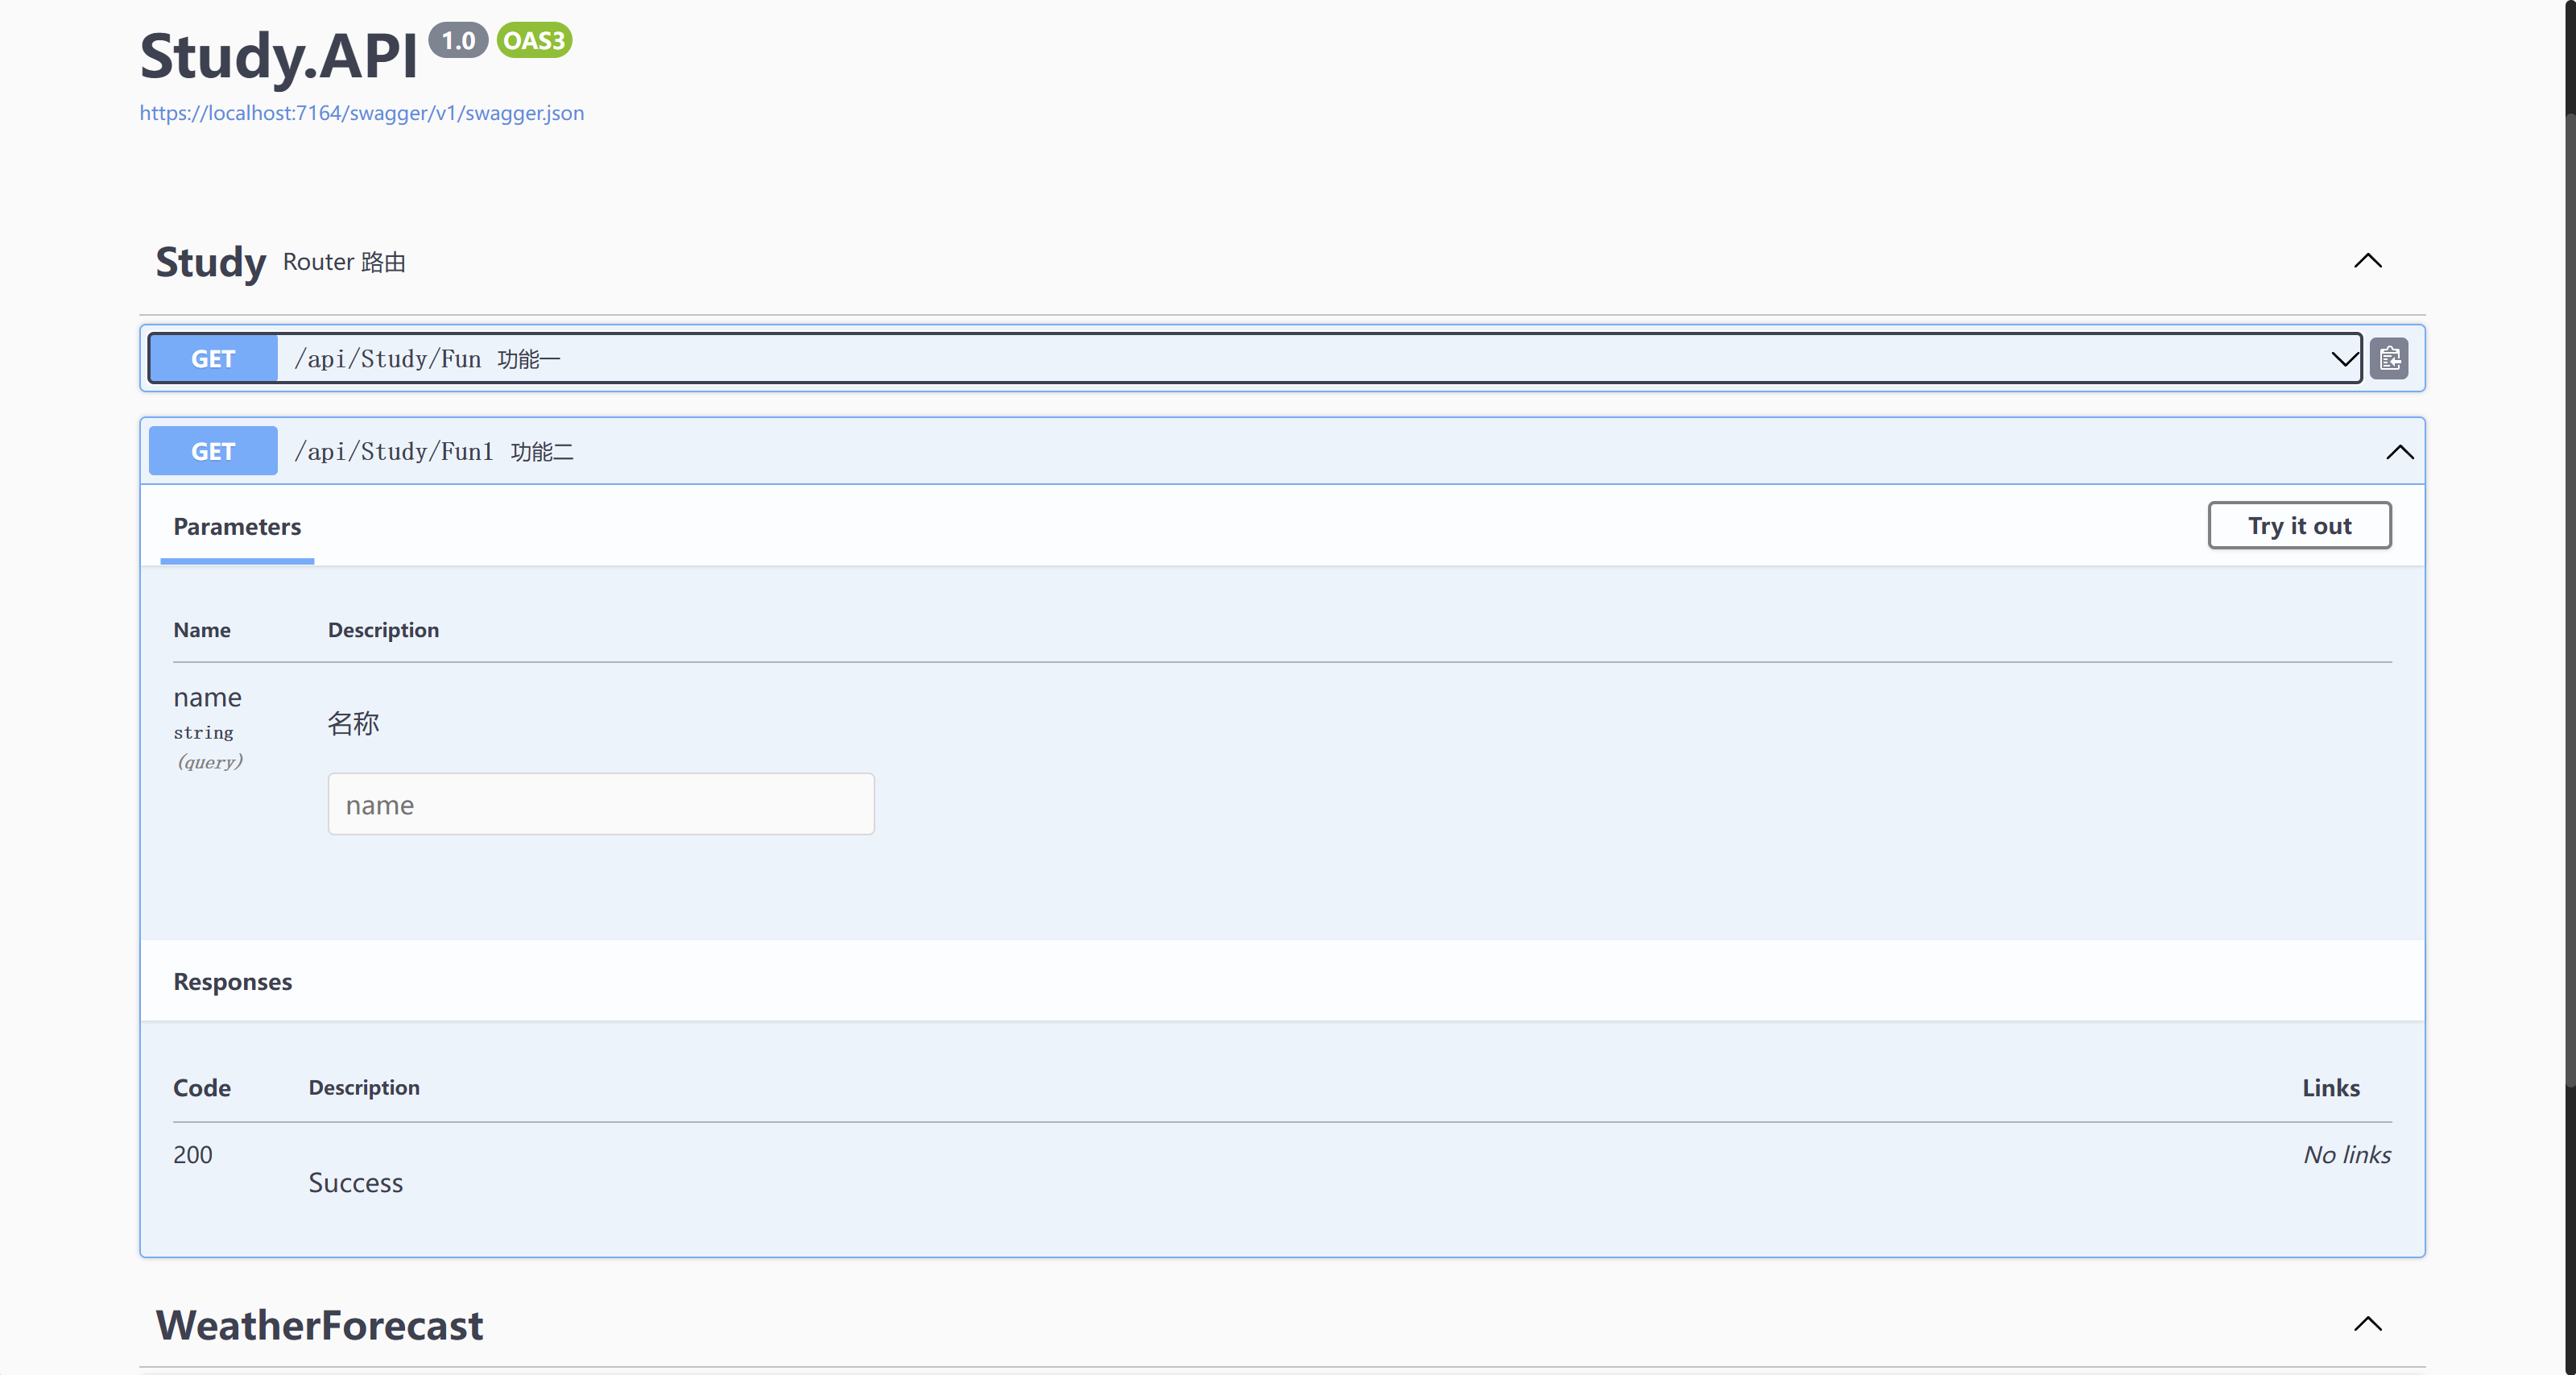 Study.API 1.0 OAS3
https://localhost:7164/swagger/v1/swagger.json
Study Router 路由
GET /api/Study/Fun 功能一
GET /api/Study/Fun1 功能二
Parameters Try it out
Name Description
name
string
(query)
名称
name
Responses
Code Description Links
200 Success No links
WeatherForecast